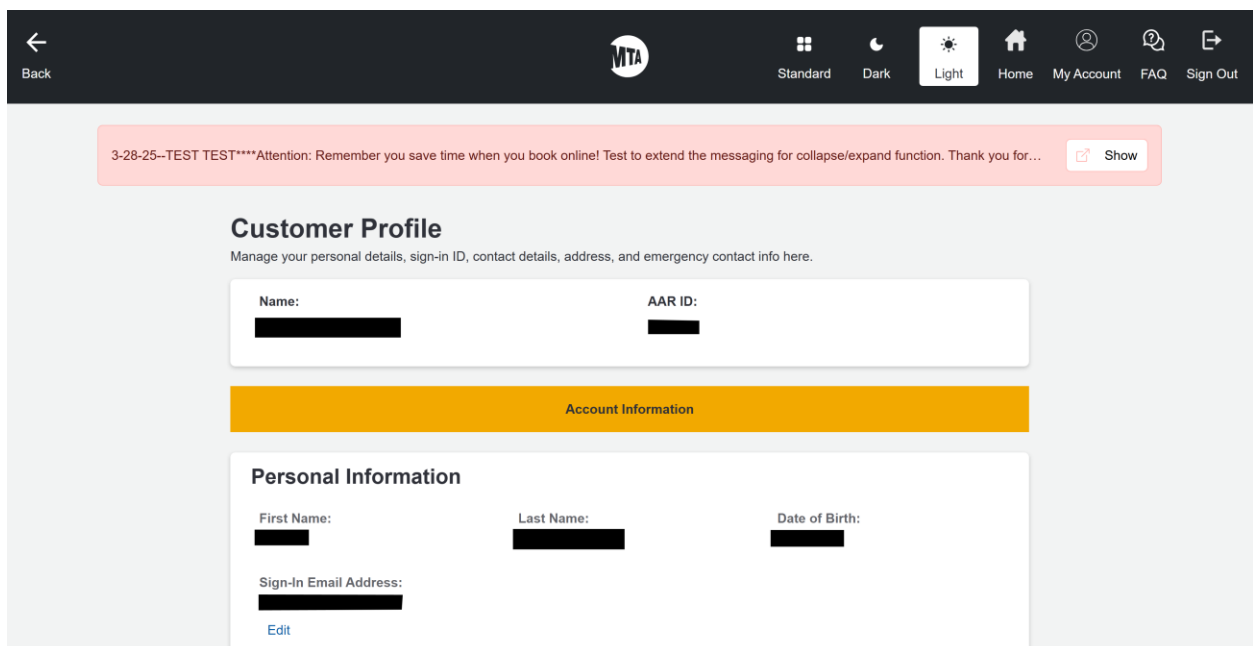 Back
MTA
Standard
Dark
Light
Home
My Account
FAQ
Sign Out
3-28-25--TEST TEST****Attention: Remember you save time when you book online! Test to extend the messaging for collapse/expand function. Thank you for…
Show
Customer Profile
Manage your personal details, sign-in ID, contact details, address, and emergency contact info here.
Name:
AAR ID:
Account Information
Personal Information
First Name:
Last Name:
Date of Birth:
Sign-In Email Address:
Edit